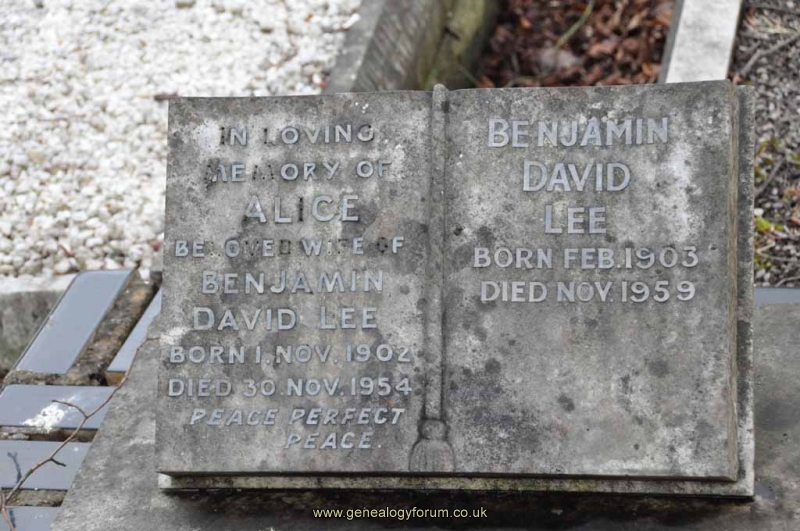 IN LOVING
MEMORY OF
ALICE
BELOVED WIFE OF
BENJAMIN
DAVID LEE
BORN 1. NOV. 1902
DIED 30. NOV. 1954
PEACE PERFECT
PEACE.
BENJAMIN
DAVID
LEE
BORN FEB. 1903
DIED NOV. 1959
www.genealogyforum.co.uk